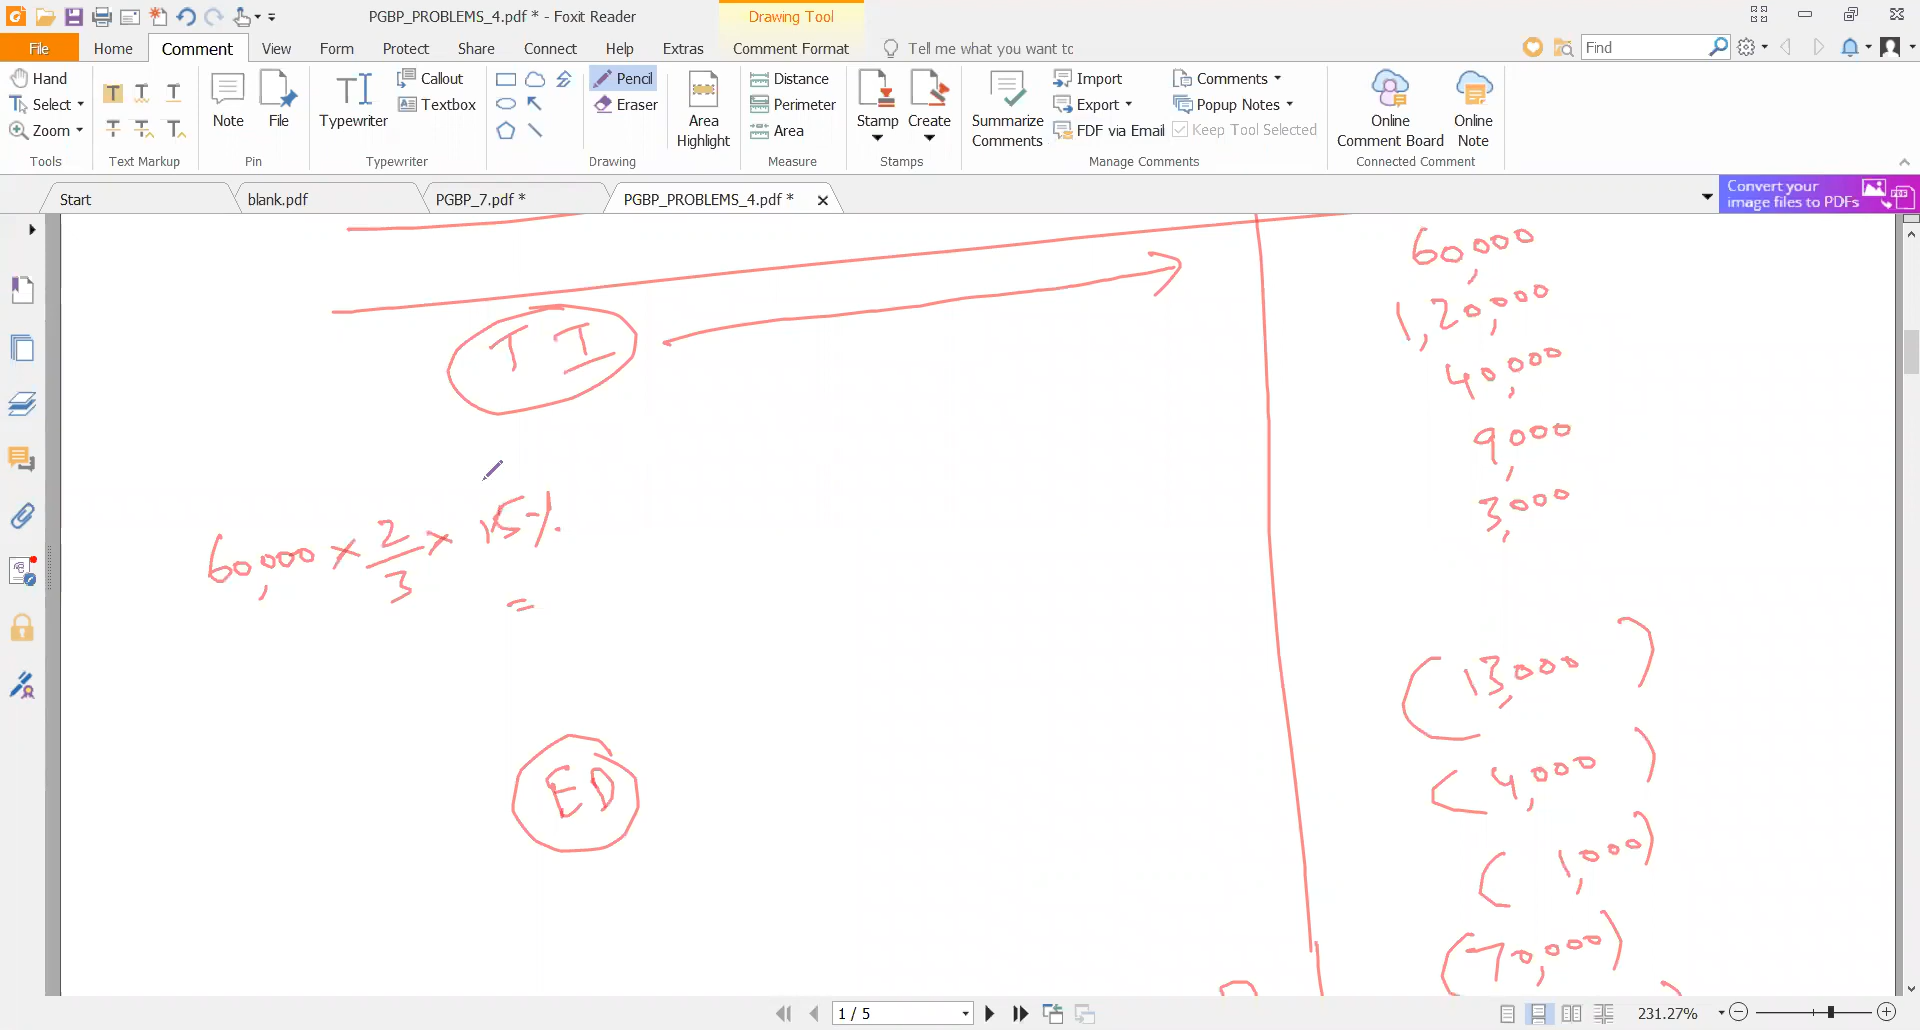 PGBP_PROBLEMS_4.pdf * - Foxit Reader
Drawing Tool
File Home Comment View Form Protect Share Connect Help Extras Comment Format Tell me what you want to Find
Hand
Select
Zoom
Tools
Text Markup
Note
File
Pin
Typewriter
Callout
Textbox
Typewriter
Pencil
Eraser
Drawing
Area
Highlight
Distance
Perimeter
Area
Measure
Stamp
Create
Stamps
Summarize
Comments
Import
Export
FDF via Email
Comments
Popup Notes
Keep Tool Selected
Manage Comments
Online
Comment Board
Online
Note
Connected Comment
Start blank.pdf PGBP_7.pdf * PGBP_PROBLEMS_4.pdf *
Convert your
image files to PDFs
60,000
1,20,000
T I
40,000
9,000
3,000
60,000 × 2/3 × 15%
=
(13,000)
ED
(4,000)
(1,000)
(70,000)
1 / 5
231.27%